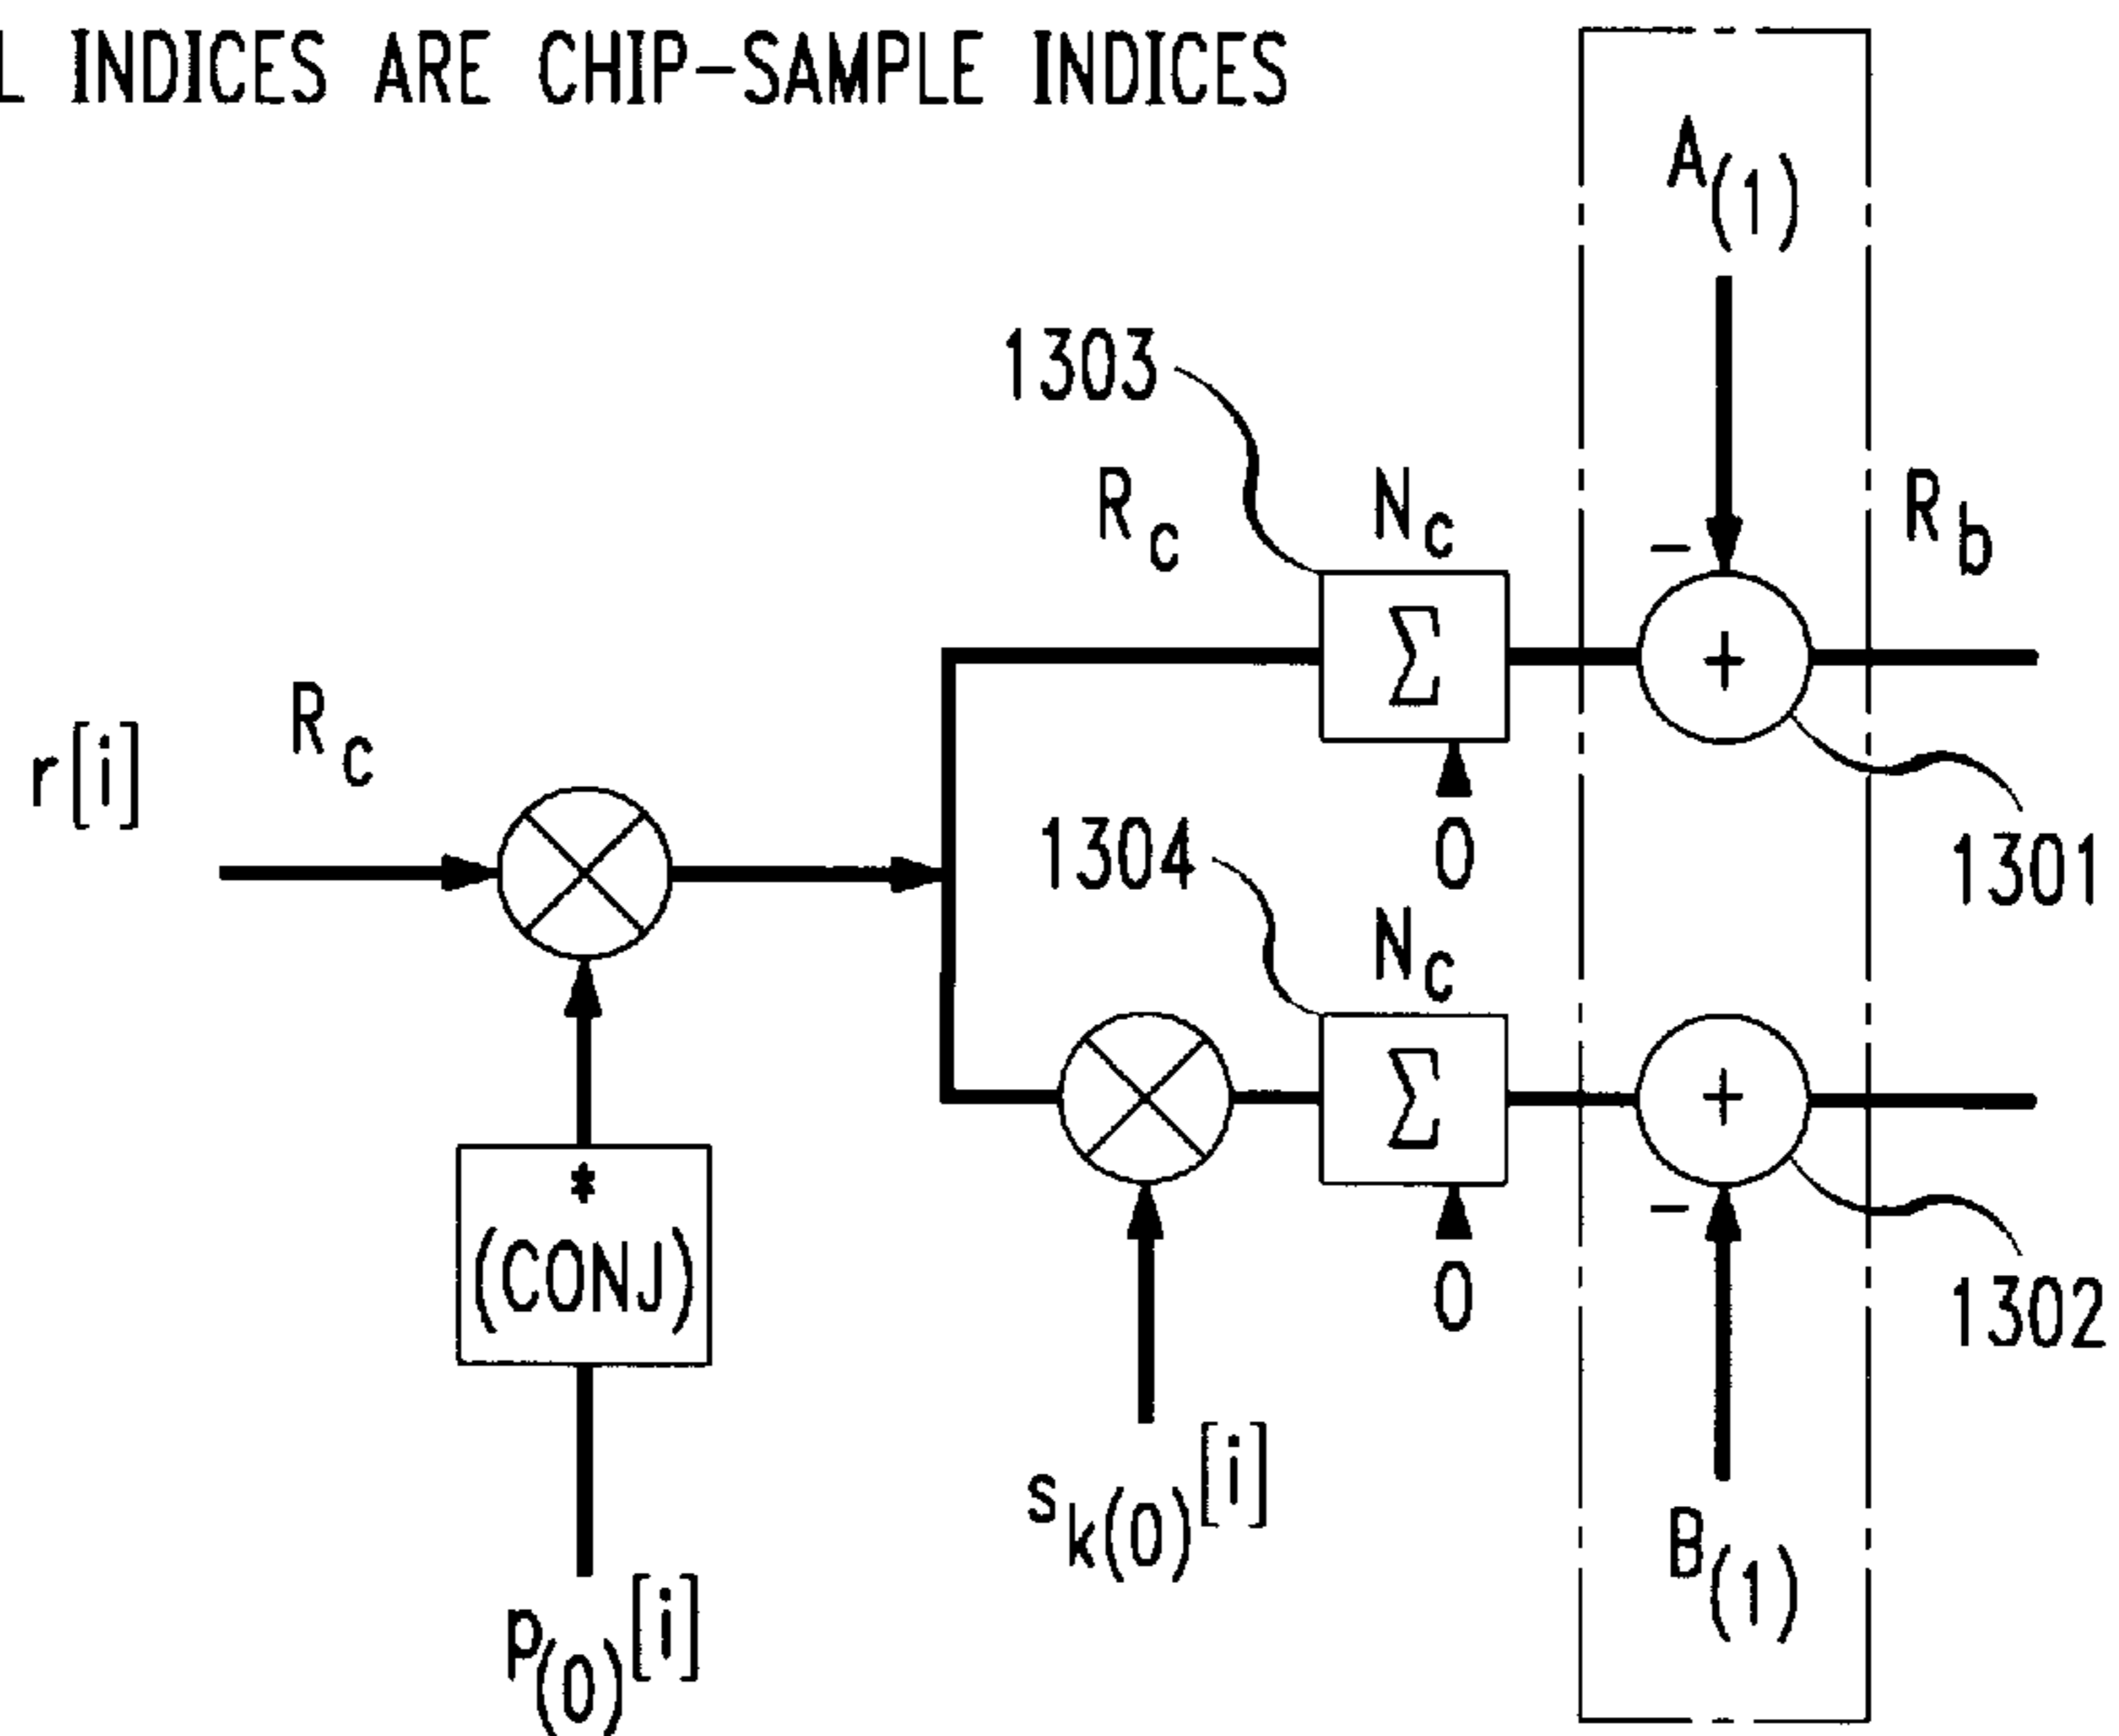 L INDICES ARE CHIP-SAMPLE INDICES
A(1)
1303
Rc
Nc
−
Rb
Σ
+
Rc
r[i]
0
1301
1304
Nc
Σ
+
*
(CONJ)
−
0
1302
sk(0)[i]
B(1)
p(0)[i]